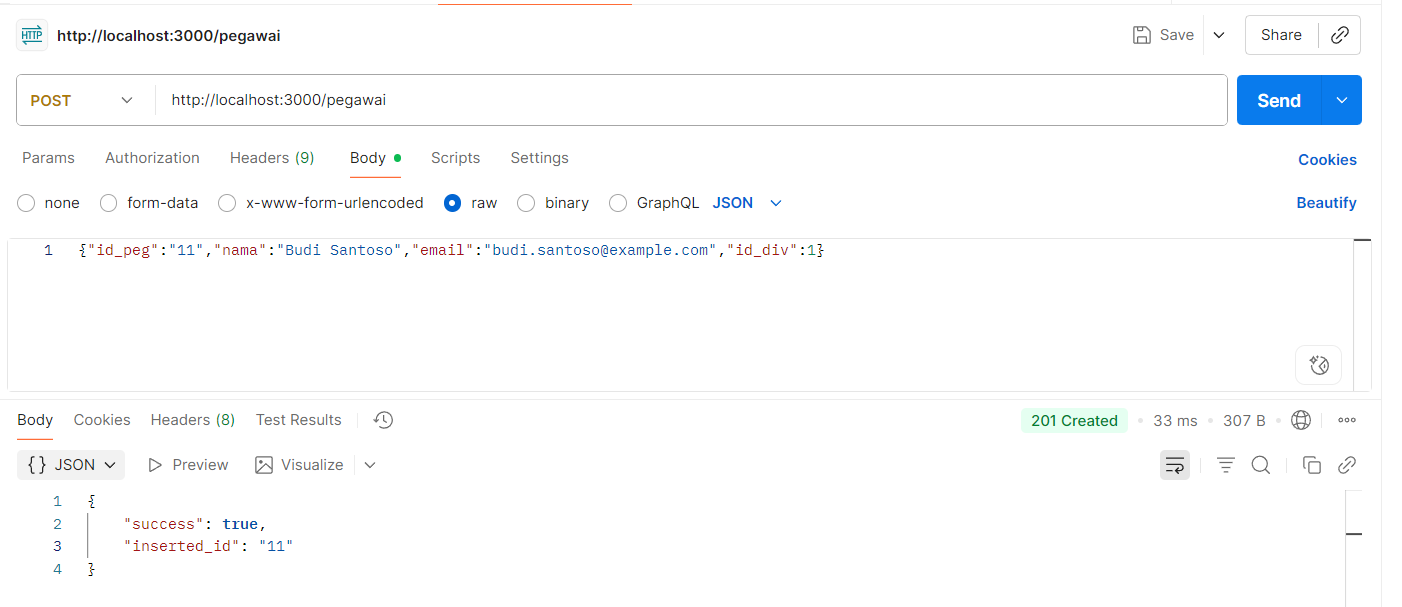 HTTP http://localhost:3000/pegawai Save Share
POST http://localhost:3000/pegawai Send
Params Authorization Headers (9) Body Scripts Settings Cookies
none form-data x-www-form-urlencoded raw binary GraphQL JSON Beautify
1 {"id_peg":"11","nama":"Budi Santoso","email":"budi.santoso@example.com","id_div":1}
Body Cookies Headers (8) Test Results 201 Created 33 ms 307 B
{} JSON Preview Visualize
1 {
2 "success": true,
3 "inserted_id": "11"
4 }